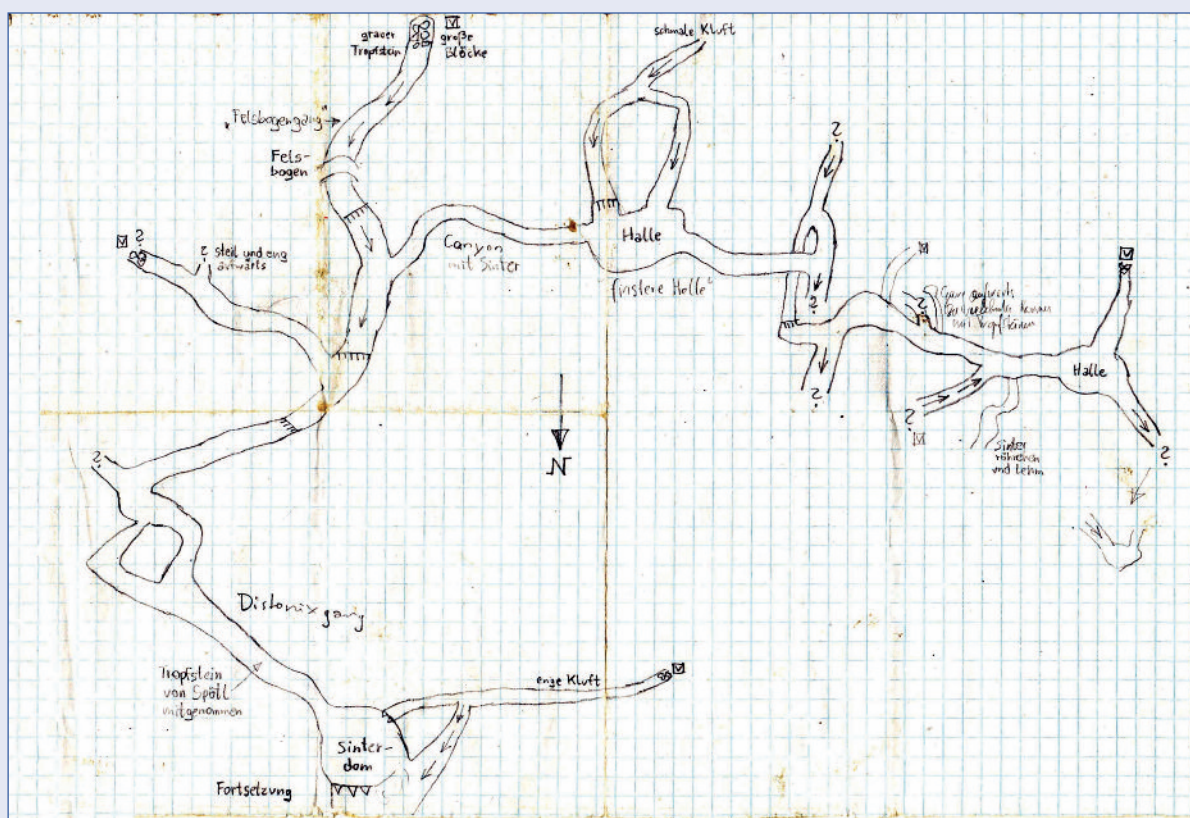 grauer
Tropfstein
große
Blöcke
schmale Kluft
"Felsbogengang"
Fels-
bogen
?
?
? steil und eng
aufwärts
Canyon
mit Sinter
Halle
"finstere Halle"
?
?
?
?
Halle
?
Sinter
röhrchen
und Lehm
N
?
Distonixgang
Tropfstein
von Spötl
mitgenommen
enge Kluft
Sinter-
dom
Fortsetzung